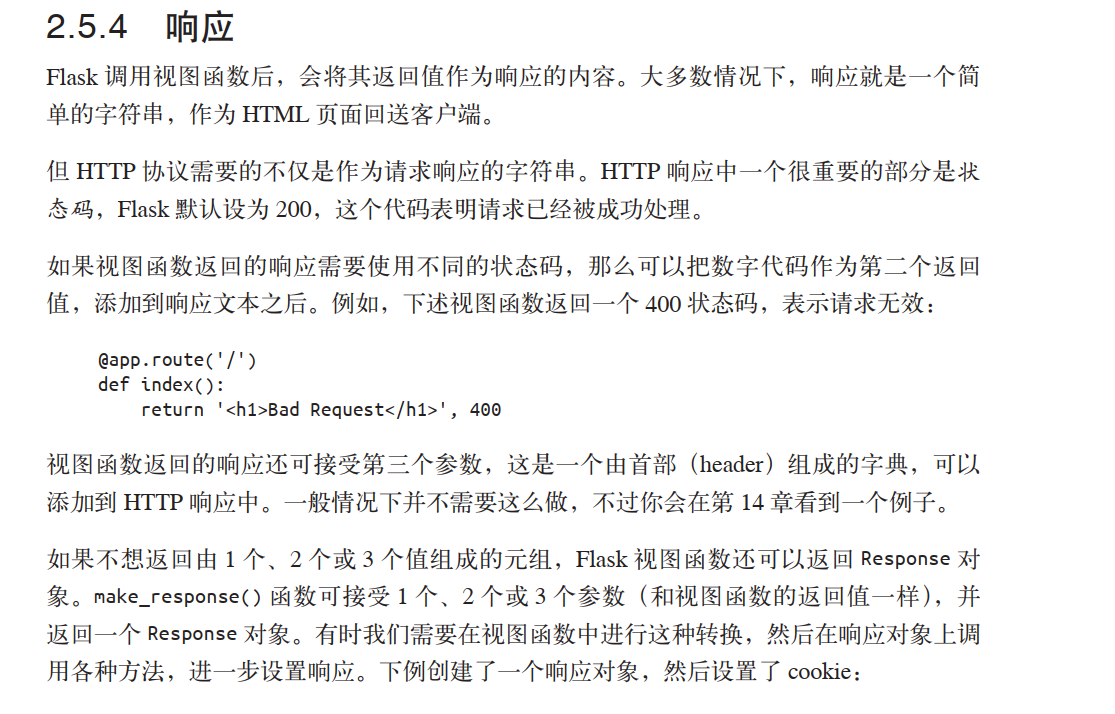 2.5.4 响应
Flask 调用视图函数后，会将其返回值作为响应的内容。大多数情况下，响应就是一个简
单的字符串，作为 HTML 页面回送客户端。
但 HTTP 协议需要的不仅是作为请求响应的字符串。HTTP 响应中一个很重要的部分是状
态码，Flask 默认设为 200，这个代码表明请求已经被成功处理。
如果视图函数返回的响应需要使用不同的状态码，那么可以把数字代码作为第二个返回
值，添加到响应文本之后。例如，下述视图函数返回一个 400 状态码，表示请求无效：
@app.route('/')
def index():
    return '<h1>Bad Request</h1>', 400
视图函数返回的响应还可接受第三个参数，这是一个由首部（header）组成的字典，可以
添加到 HTTP 响应中。一般情况下并不需要这么做，不过你会在第 14 章看到一个例子。
如果不想返回由 1 个、2 个或 3 个值组成的元组，Flask 视图函数还可以返回 Response 对
象。make_response() 函数可接受 1 个、2 个或 3 个参数（和视图函数的返回值一样），并
返回一个 Response 对象。有时我们需要在视图函数中进行这种转换，然后在响应对象上调
用各种方法，进一步设置响应。下例创建了一个响应对象，然后设置了 cookie：